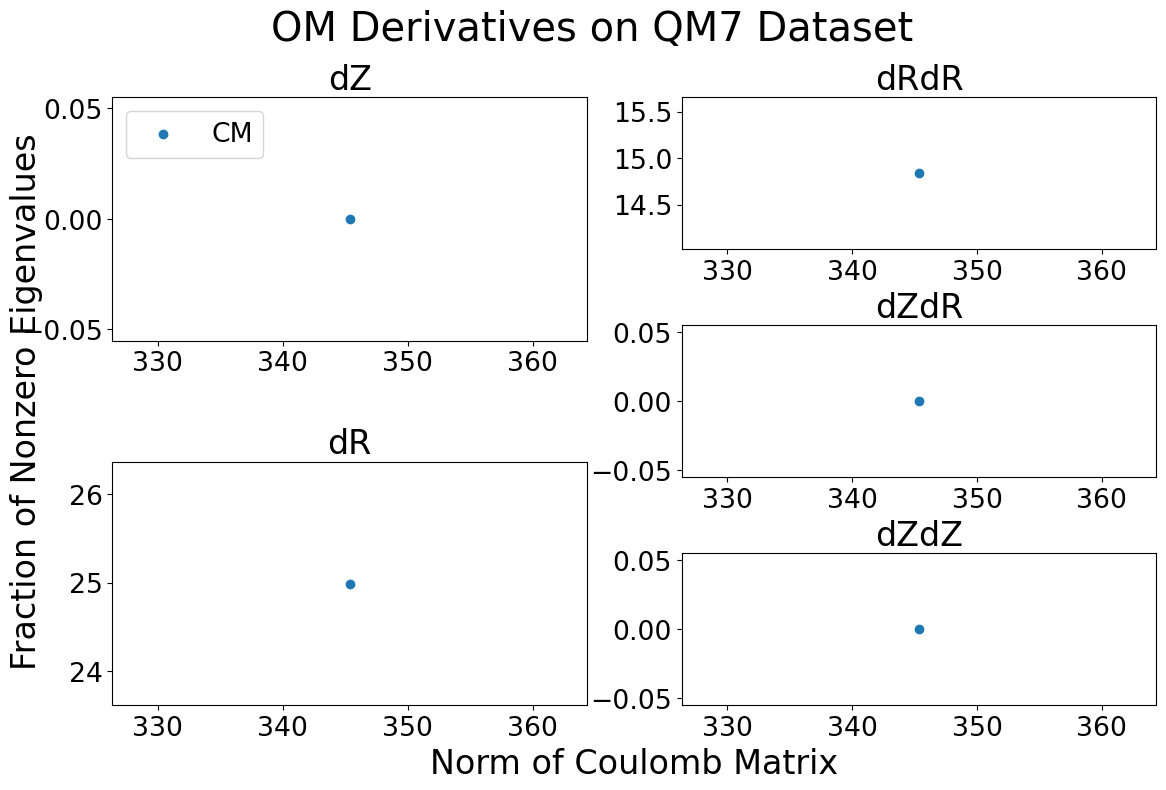 OM Derivatives on QM7 Dataset
dZ
0.05
0.00
−0.05
CM
330 340 350 360
dR
26
25
24
330 340 350 360
dRdR
15.5
15.0
14.5
330 340 350 360
dZdR
0.05
0.00
−0.05
330 340 350 360
dZdZ
0.05
0.00
−0.05
330 340 350 360
Fraction of Nonzero Eigenvalues
Norm of Coulomb Matrix